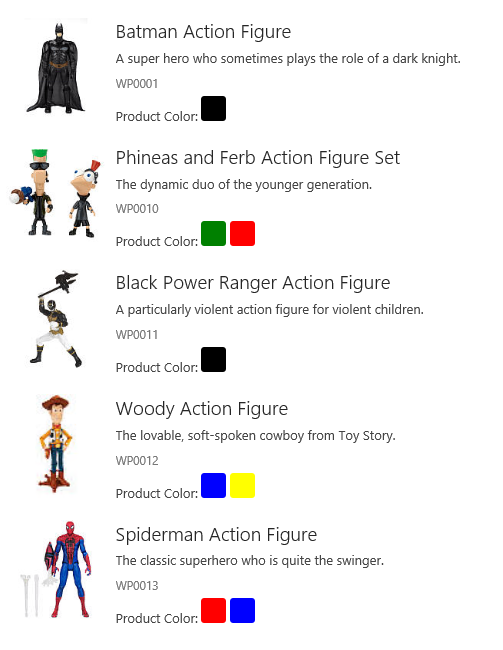 Batman Action Figure
A super hero who sometimes plays the role of a dark knight.
WP0001
Product Color:
Phineas and Ferb Action Figure Set
The dynamic duo of the younger generation.
WP0010
Product Color:
Black Power Ranger Action Figure
A particularly violent action figure for violent children.
WP0011
Product Color:
Woody Action Figure
The lovable, soft-spoken cowboy from Toy Story.
WP0012
Product Color:
Spiderman Action Figure
The classic superhero who is quite the swinger.
WP0013
Product Color: